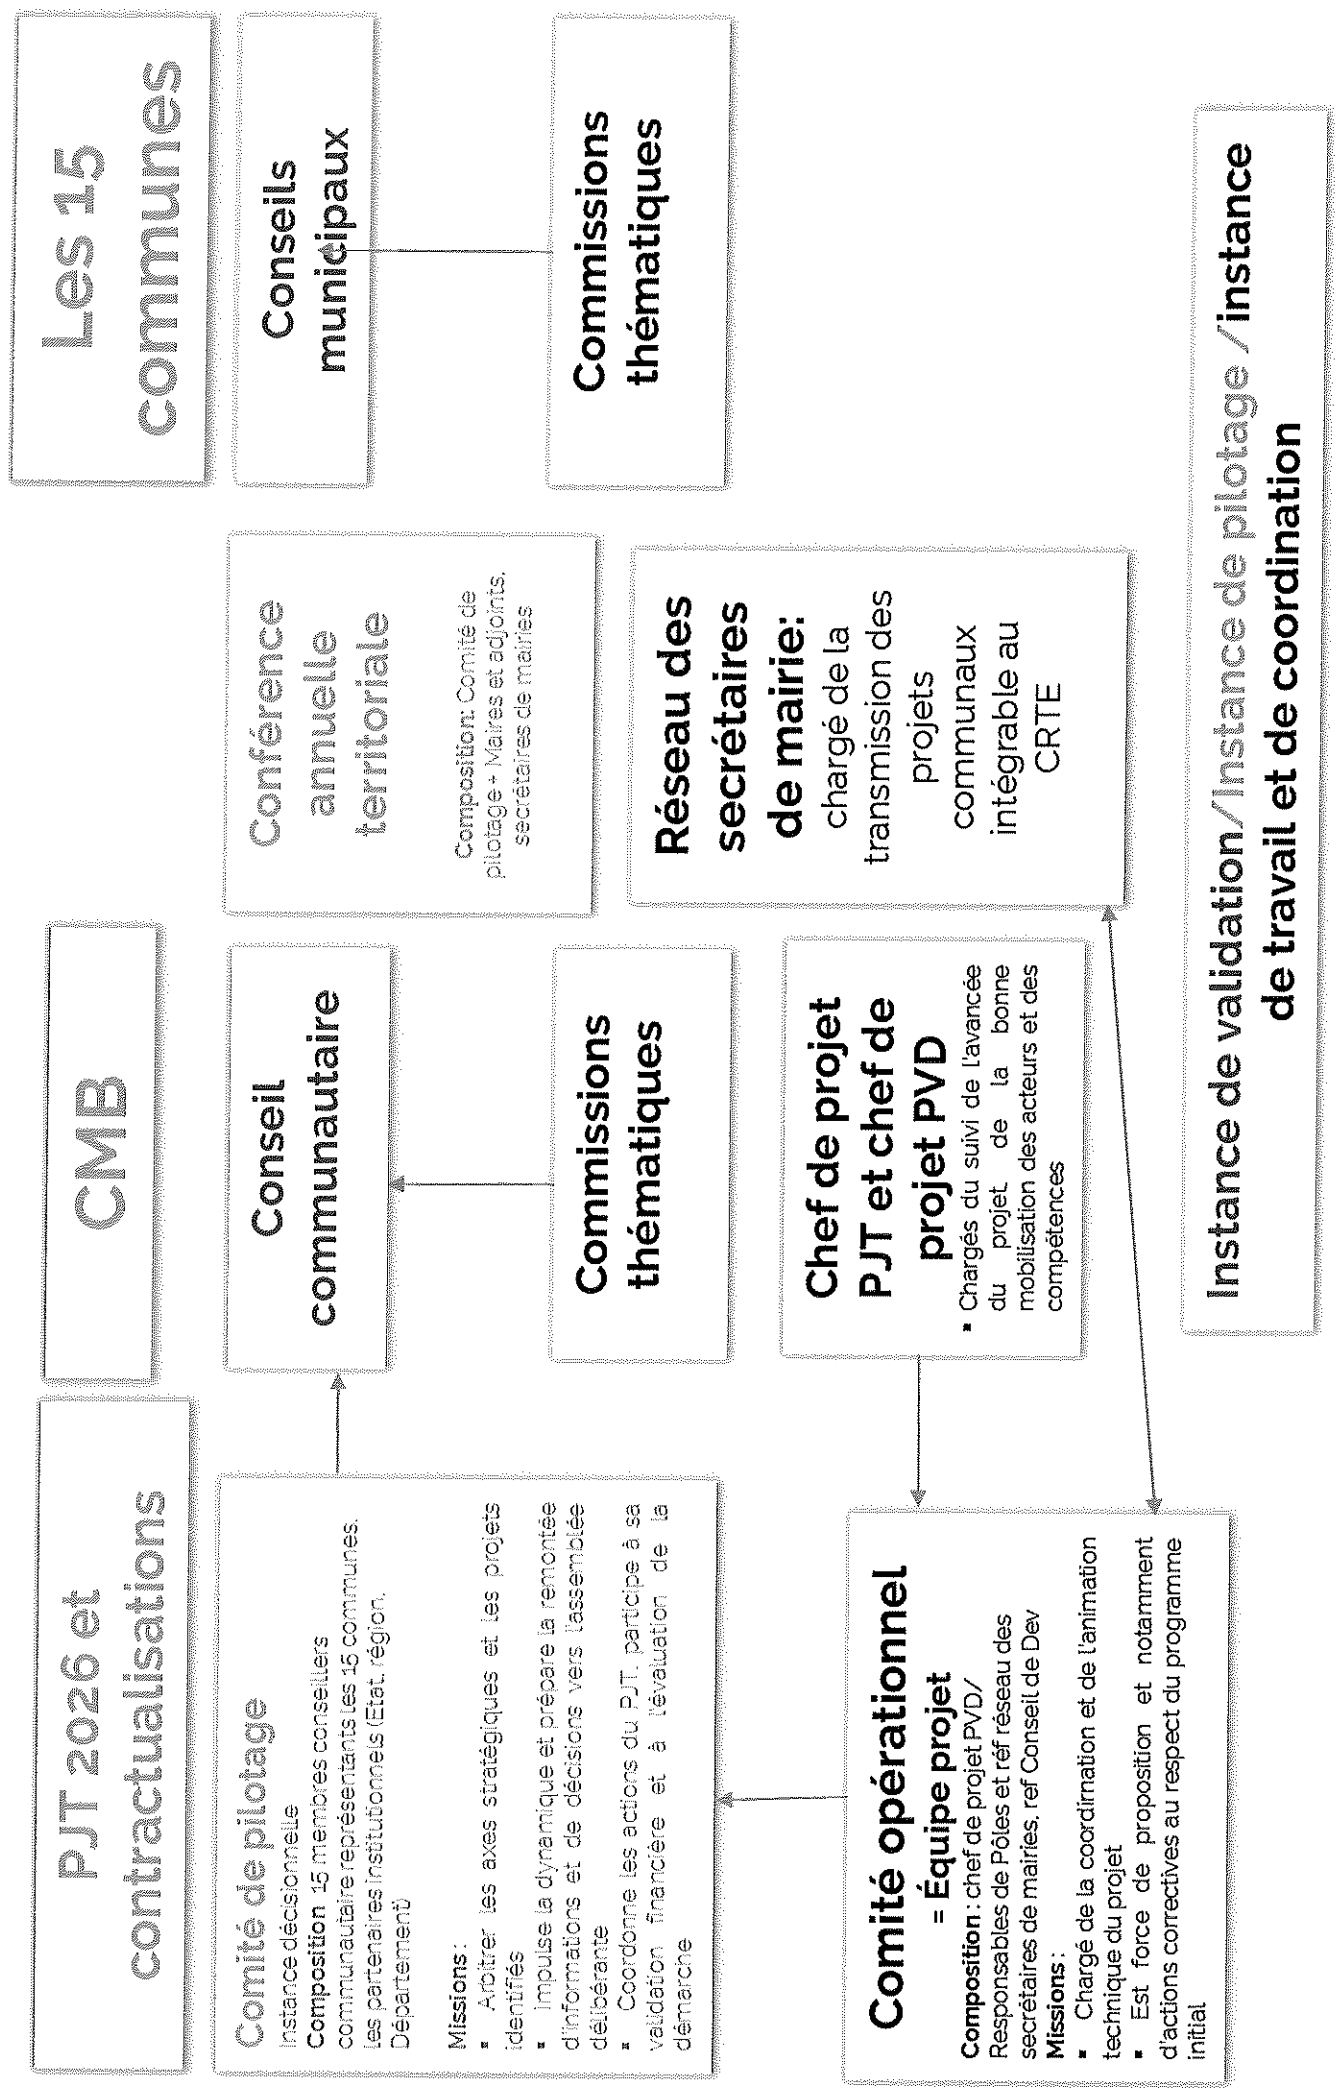 PJT 2026 et
contractualisations
CMB
Les 15
communes
Comité de pilotage
Instance décisionnelle
Composition 15 membres conseillers
communautaire représentants les 15 communes.
Les partenaires institutionnels (Etat, région,
Département)
Missions :
▪ Arbitrer les axes stratégiques et les projets
identifiés
▪ Impulse la dynamique et prépare la remontée
d'informations et de décisions vers l'assemblée
délibérante
▪ Coordonne les actions du PJT, participe à sa
validation financière et à l'évaluation de la
démarche
Conseil
communautaire
Conférence
annuelle
territoriale
Composition: Comité de
pilotage + Maires et adjoints,
secrétaires de mairies
Conseils
municipaux
Commissions
thématiques
Commissions
thématiques
Comité opérationnel
= Équipe projet
Composition : chef de projet PVD/
Responsables de Pôles et réf réseau des
secrétaires de mairies, ref Conseil de Dev
Missions :
▪ Chargé de la coordirnation et de l'animation
technique du projet
▪ Est force de proposition et notamment
d'actions correctives au respect du programme
initial
Chef de projet
PJT et chef de
projet PVD
▪ Chargés du suivi de l'avancée
du projet de la bonne
mobilisation des acteurs et des
compétences
Réseau des
secrétaires
de mairie:
chargé de la
transmission des
projets
communaux
intégrable au
CRTE
Instance de validation/Instance de pilotage /instance
de travail et de coordination